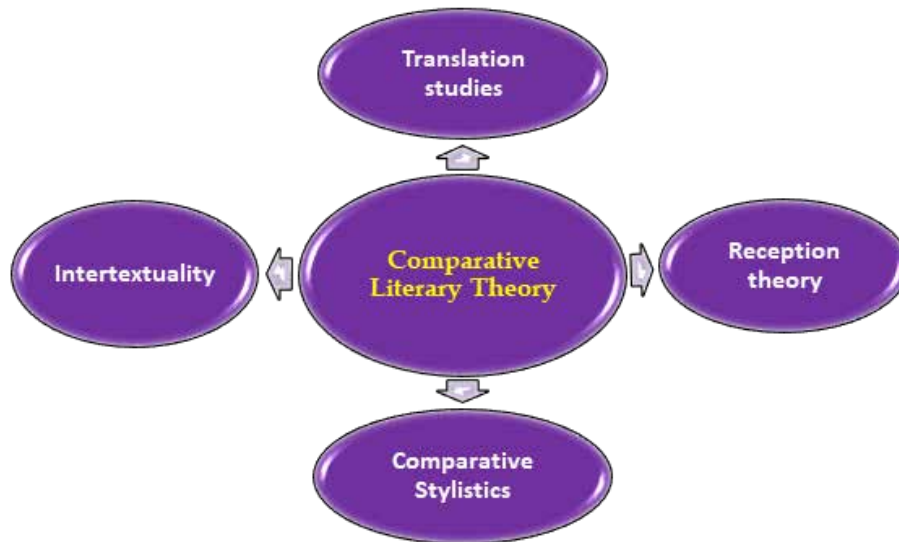 Translation
studies
Intertextuality
Comparative
Literary Theory
Reception
theory
Comparative
Stylistics